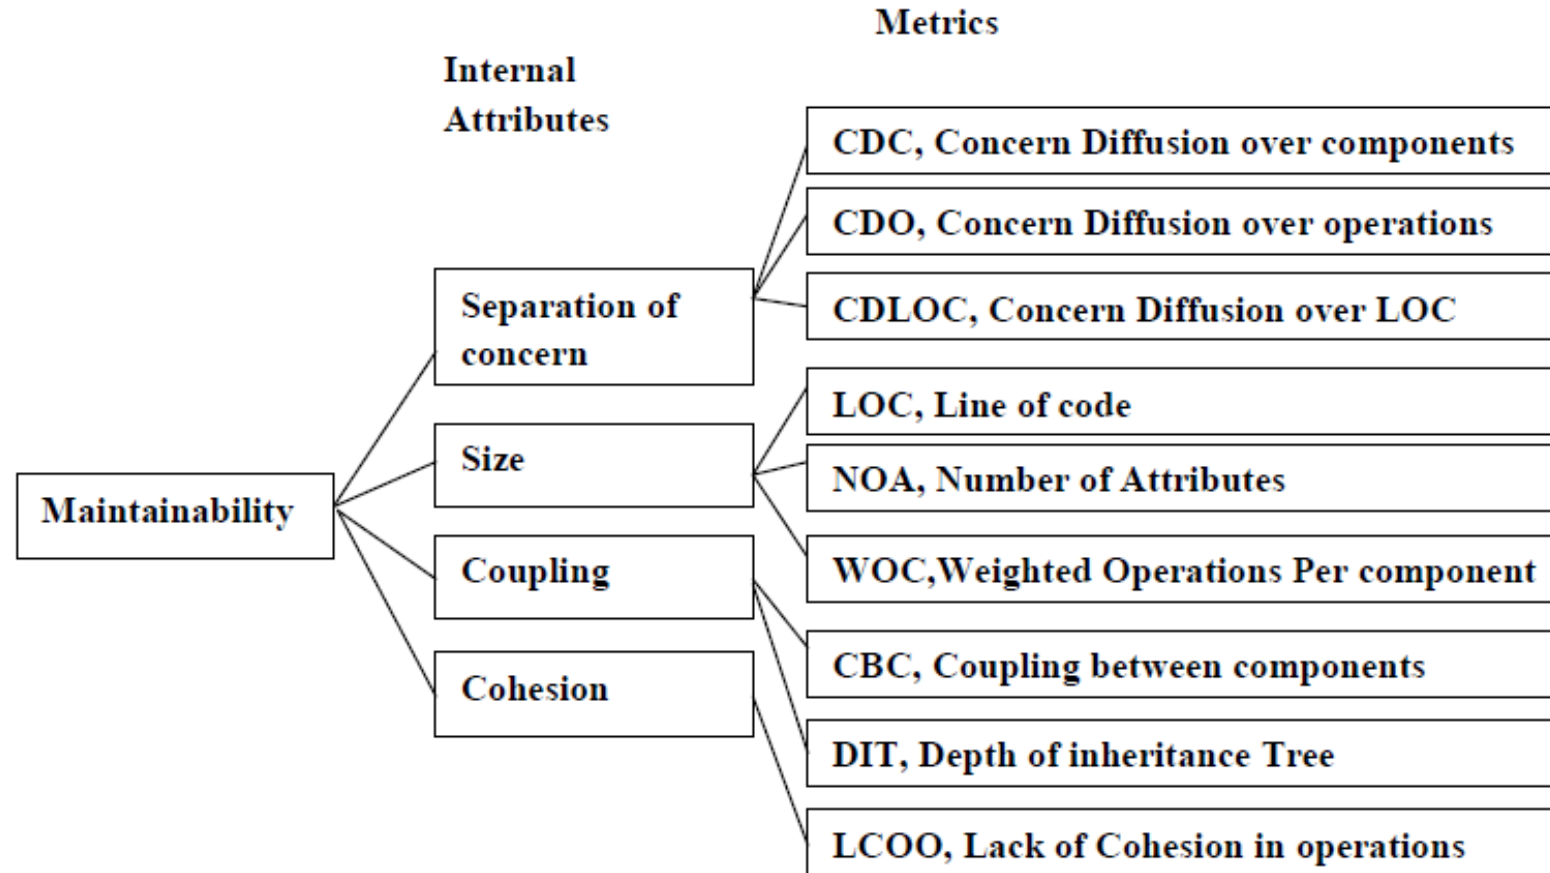 Metrics
Internal
Attributes
CDC, Concern Diffusion over components
CDO, Concern Diffusion over operations
Separation of
concern
CDLOC, Concern Diffusion over LOC
LOC, Line of code
Size
NOA, Number of Attributes
Maintainability
Coupling
WOC,Weighted Operations Per component
CBC, Coupling between components
Cohesion
DIT, Depth of inheritance Tree
LCOO, Lack of Cohesion in operations